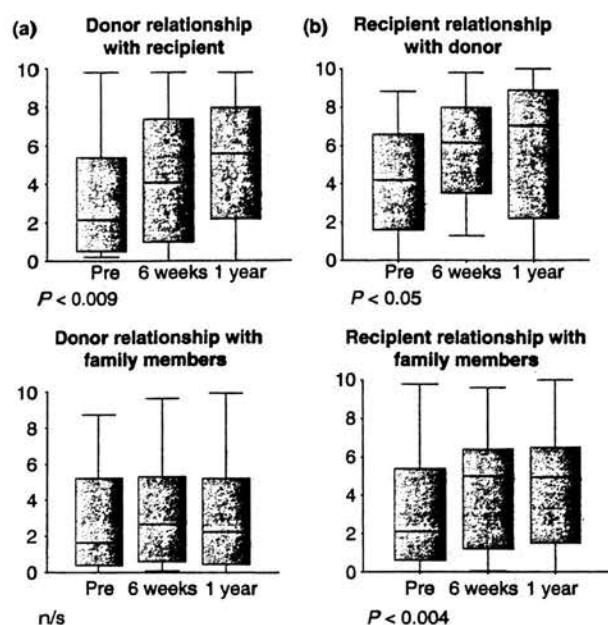 (a)
Donor relationship
with recipient
10
8
6
4
2
0
Pre 6 weeks 1 year
P < 0.009
(b)
Recipient relationship
with donor
10
8
6
4
2
0
Pre 6 weeks 1 year
P < 0.05
Donor relationship with
family members
10
8
6
4
2
0
Pre 6 weeks 1 year
n/s
Recipient relationship with
family members
10
8
6
4
2
0
Pre 6 weeks 1 year
P < 0.004